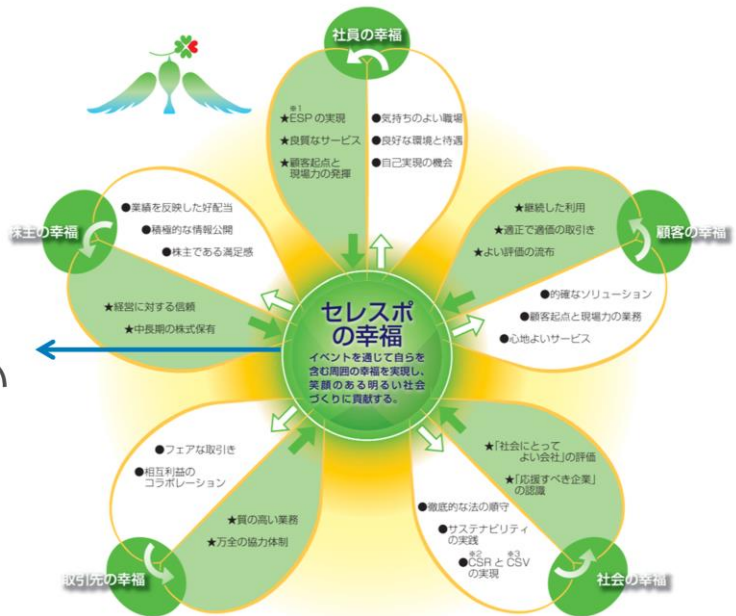 社員の幸福
※1
★ESPの実現
★良質なサービス
★顧客起点と
現場力の発揮
●気持ちのよい職場
●良好な環境と待遇
●自己実現の機会
株主の幸福
●業績を反映した好配当
●積極的な情報公開
●株主である満足感
★経営に対する信頼
★中長期の株式保有
顧客の幸福
★継続した利用
★適正で適価の取引き
★よい評価の流布
●的確なソリューション
●顧客起点と現場力の業務
●心地よいサービス
セレスポ
の幸福
イベントを通じて自らを
含む周囲の幸福を実現し、
笑顔のある明るい社会
づくりに貢献する。
い
取引先の幸福
●フェアな取引き
●相互利益の
コラボレーション
★質の高い業務
★万全の協力体制
社会の幸福
★「社会にとって
よい会社」の評価
★「応援すべき企業」
の認識
●徹底的な法の順守
●サステナビリティ
の実践
※2 ※3
●CSRとCSV
の実現